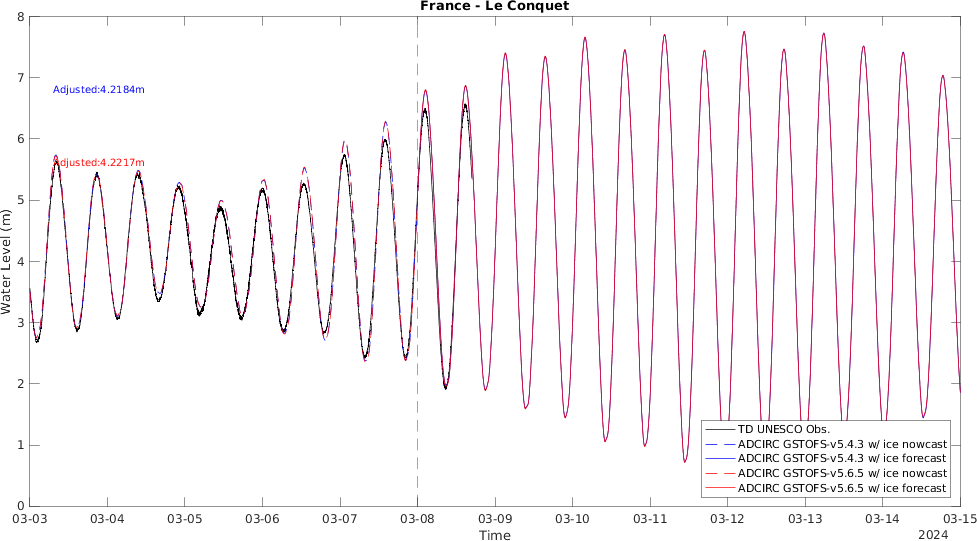 France - Le Conquet
8
7
6
5
4
3
2
1
0
Water Level (m)
Adjusted:4.2184m
Adjusted:4.2217m
TD UNESCO Obs.
ADCIRC GSTOFS-v5.4.3 w/ ice nowcast
ADCIRC GSTOFS-v5.4.3 w/ ice forecast
ADCIRC GSTOFS-v5.6.5 w/ ice nowcast
ADCIRC GSTOFS-v5.6.5 w/ ice forecast
03-03 03-04 03-05 03-06 03-07 03-08 03-09 03-10 03-11 03-12 03-13 03-14 03-15
Time
2024